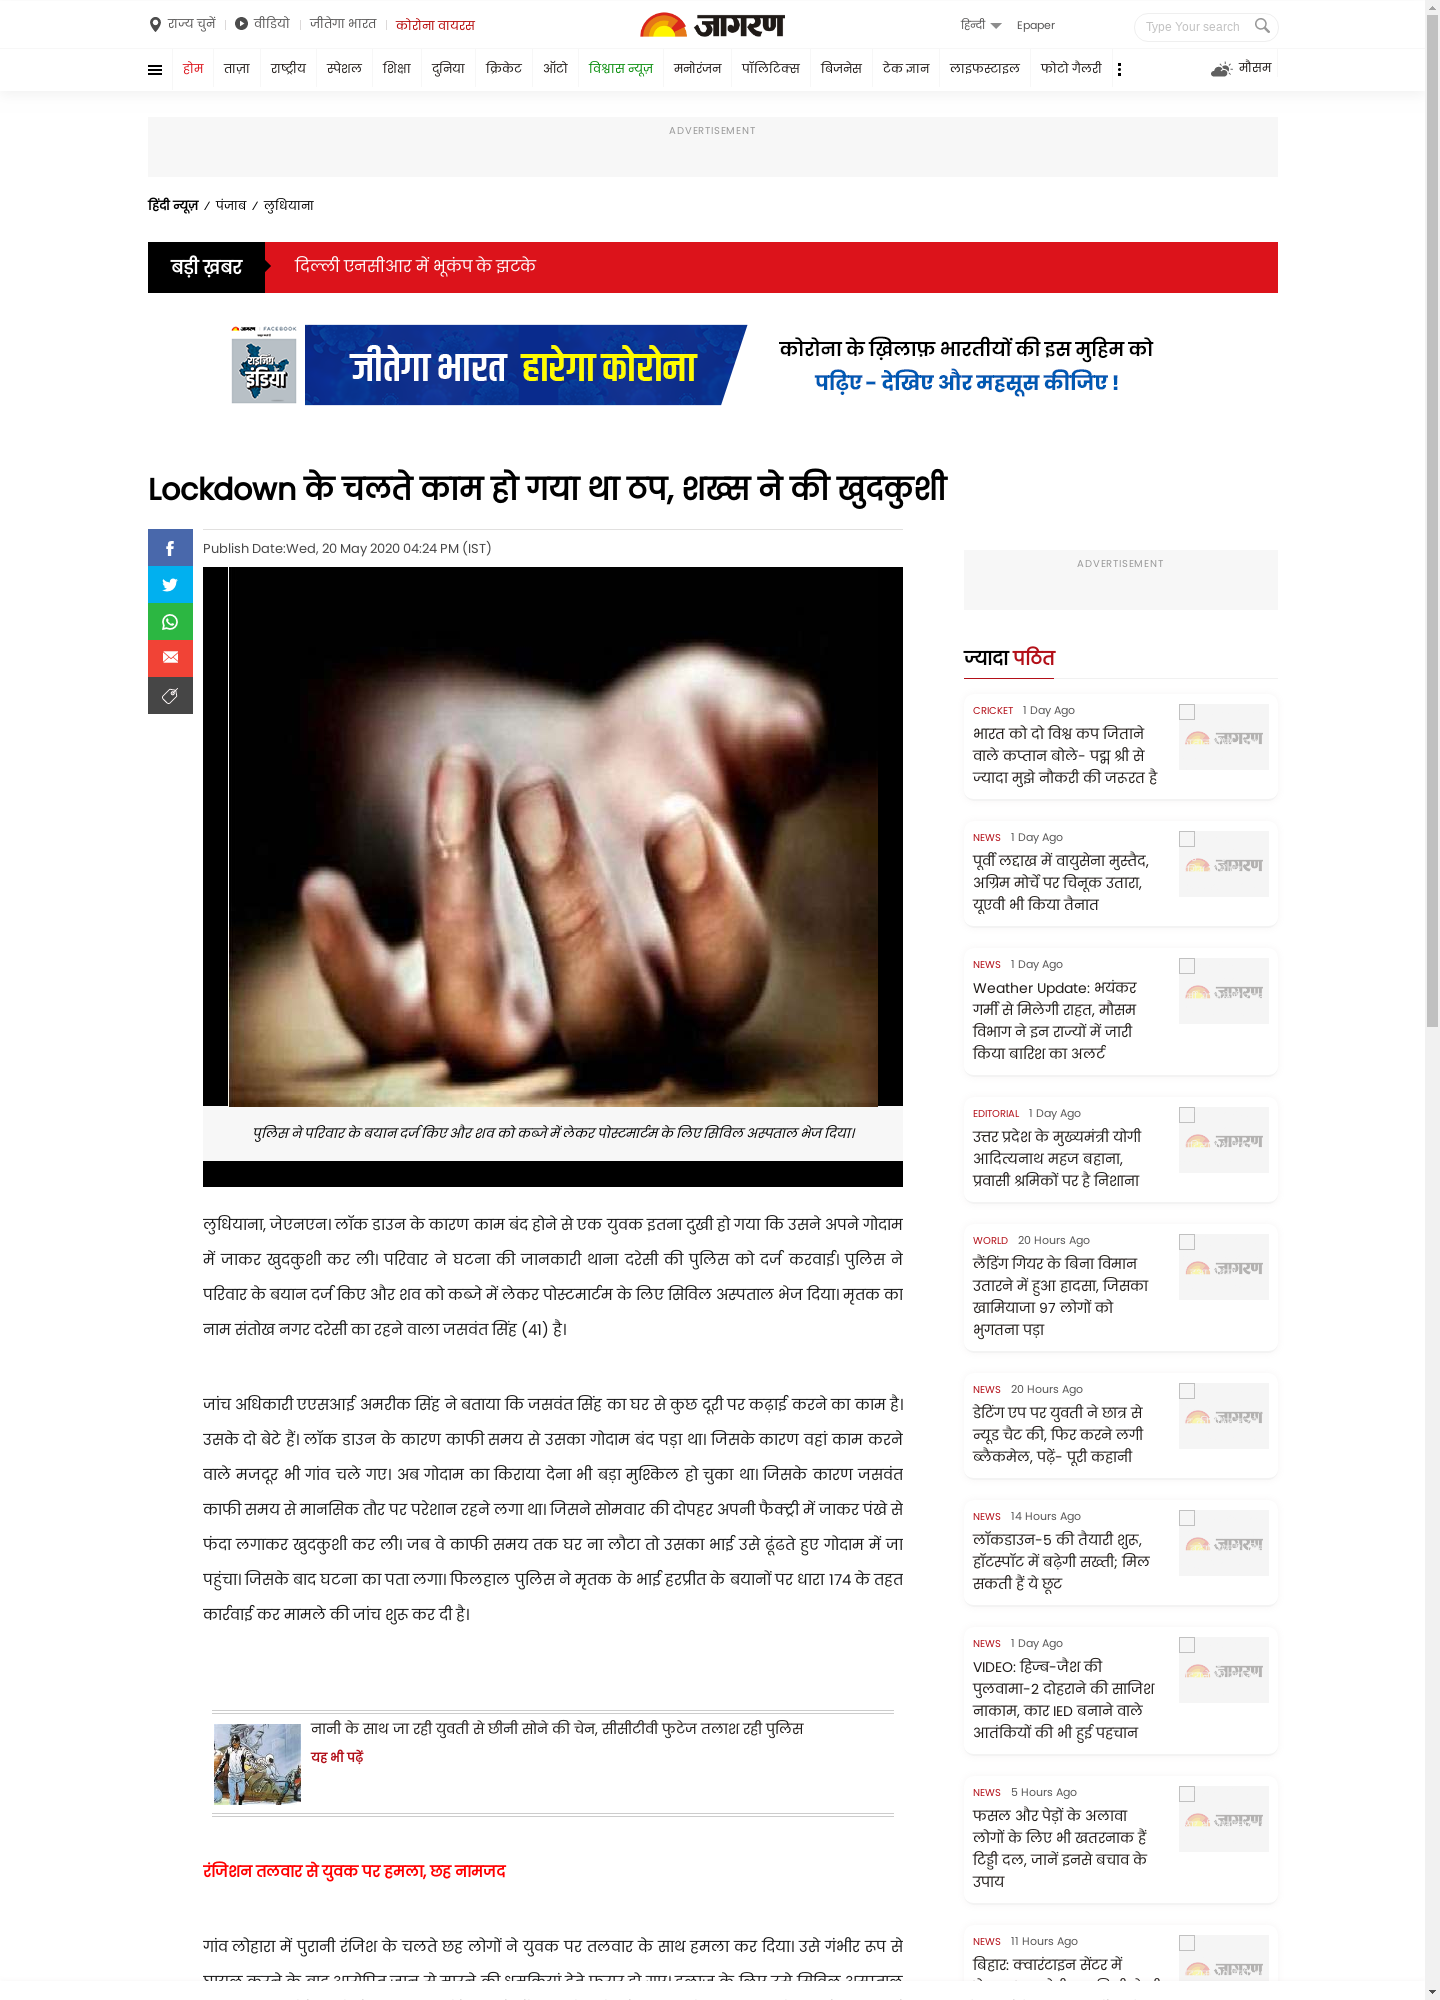 राज्य चुनें
वीडियो
जीतेगा भारत
कोरोना वायरस
जागरण
हिन्दी
Epaper
Type Your search
होम
ताज़ा
राष्ट्रीय
स्पेशल
शिक्षा
दुनिया
क्रिकेट
ऑटो
विश्वास न्यूज़
मनोरंजन
पॉलिटिक्स
बिजनेस
टेक ज्ञान
लाइफस्टाइल
फोटो गैलरी
मौसम
ADVERTISEMENT
हिंदी न्यूज़ / पंजाब / लुधियाना
बड़ी ख़बर
दिल्ली एनसीआर में भूकंप के झटके
जागरण FACEBOOK
राइजिंग
इंडिया
जीतेगा भारत हारेगा कोरोना
कोरोना के ख़िलाफ़ भारतीयों की इस मुहिम को
पढ़िए - देखिए और महसूस कीजिए !
Lockdown के चलते काम हो गया था ठप, शख्स ने की खुदकुशी
Publish Date:Wed, 20 May 2020 04:24 PM (IST)
पुलिस ने परिवार के बयान दर्ज किए और शव को कब्जे में लेकर पोस्टमार्टम के लिए सिविल अस्पताल भेज दिया।
लुधियाना, जेएनएन। लॉक डाउन के कारण काम बंद होने से एक युवक इतना दुखी हो गया कि उसने अपने गोदाम
में जाकर खुदकुशी कर ली। परिवार ने घटना की जानकारी थाना दरेसी की पुलिस को दर्ज करवाई। पुलिस ने
परिवार के बयान दर्ज किए और शव को कब्जे में लेकर पोस्टमार्टम के लिए सिविल अस्पताल भेज दिया। मृतक का
नाम संतोख नगर दरेसी का रहने वाला जसवंत सिंह (41) है।
जांच अधिकारी एएसआई अमरीक सिंह ने बताया कि जसवंत सिंह का घर से कुछ दूरी पर कढ़ाई करने का काम है।
उसके दो बेटे हैं। लॉक डाउन के कारण काफी समय से उसका गोदाम बंद पड़ा था। जिसके कारण वहां काम करने
वाले मजदूर भी गांव चले गए। अब गोदाम का किराया देना भी बड़ा मुश्किल हो चुका था। जिसके कारण जसवंत
काफी समय से मानसिक तौर पर परेशान रहने लगा था। जिसने सोमवार की दोपहर अपनी फैक्ट्री में जाकर पंखे से
फंदा लगाकर खुदकुशी कर ली। जब वे काफी समय तक घर ना लौटा तो उसका भाई उसे ढूंढते हुए गोदाम में जा
पहुंचा। जिसके बाद घटना का पता लगा। फिलहाल पुलिस ने मृतक के भाई हरप्रीत के बयानों पर धारा 174 के तहत
कार्रवाई कर मामले की जांच शुरू कर दी है।
नानी के साथ जा रही युवती से छीनी सोने की चेन, सीसीटीवी फुटेज तलाश रही पुलिस
यह भी पढ़ें
रंजिशन तलवार से युवक पर हमला, छह नामजद
गांव लोहारा में पुरानी रंजिश के चलते छह लोगों ने युवक पर तलवार के साथ हमला कर दिया। उसे गंभीर रूप से
ADVERTISEMENT
ज्यादा पठित
CRICKET 1 Day Ago
भारत को दो विश्व कप जिताने
वाले कप्तान बोले- पद्म श्री से
ज्यादा मुझे नौकरी की जरूरत है
जागरण
NEWS 1 Day Ago
पूर्वी लद्दाख में वायुसेना मुस्तैद,
अग्रिम मोर्चे पर चिनूक उतारा,
यूएवी भी किया तैनात
जागरण
NEWS 1 Day Ago
Weather Update: भयंकर
गर्मी से मिलेगी राहत, मौसम
विभाग ने इन राज्यों में जारी
किया बारिश का अलर्ट
जागरण
EDITORIAL 1 Day Ago
उत्तर प्रदेश के मुख्यमंत्री योगी
आदित्यनाथ महज बहाना,
प्रवासी श्रमिकों पर है निशाना
जागरण
WORLD 20 Hours Ago
लैंडिंग गियर के बिना विमान
उतारने में हुआ हादसा, जिसका
खामियाजा 97 लोगों को
भुगतना पड़ा
जागरण
NEWS 20 Hours Ago
डेटिंग एप पर युवती ने छात्र से
न्यूड चैट की, फिर करने लगी
ब्लैकमेल, पढ़ें- पूरी कहानी
जागरण
NEWS 14 Hours Ago
लॉकडाउन-5 की तैयारी शुरू,
हॉटस्पॉट में बढ़ेगी सख्ती; मिल
सकती हैं ये छूट
जागरण
NEWS 1 Day Ago
VIDEO: हिज्ब-जैश की
पुलवामा-2 दोहराने की साजिश
नाकाम, कार IED बनाने वाले
आतंकियों की भी हुई पहचान
जागरण
NEWS 5 Hours Ago
फसल और पेड़ों के अलावा
लोगों के लिए भी खतरनाक हैं
टिड्डी दल, जानें इनसे बचाव के
उपाय
जागरण
NEWS 11 Hours Ago
बिहार: क्वारंटाइन सेंटर में
जागरण